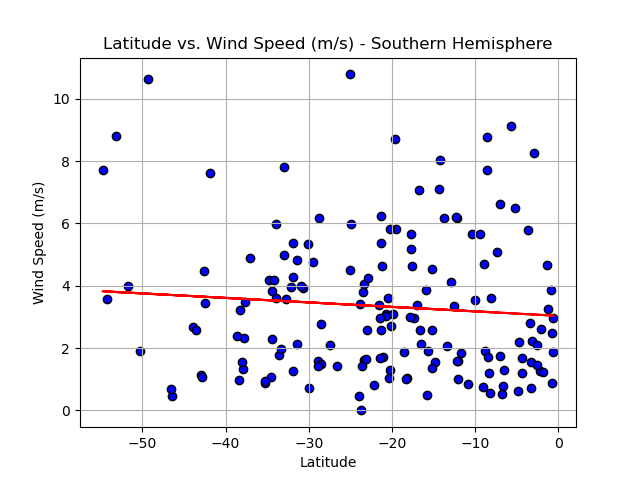 Latitude vs. Wind Speed (m/s) - Southern Hemisphere
10
8
6
4
2
0
Wind Speed (m/s)
−50 −40 −30 −20 −10 0
Latitude